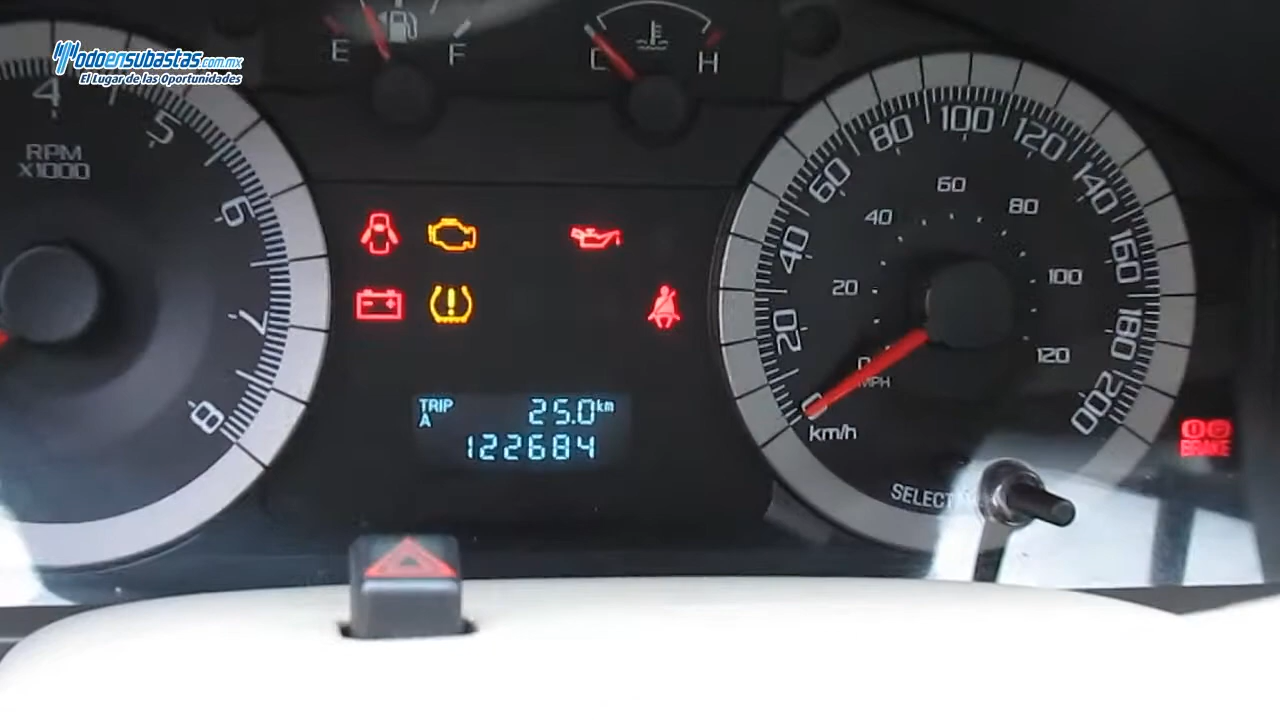 Todoensubastas.com.mx
El Lugar de las Oportunidades
E F
C H
4 5 6 7 8
RPM
X1000
0 20 40 60 80 100 120 140 160 180 200
20 40 60 80 100 120
MPH
km/h
TRIP 25.0 km
A
122684
BRAKE
SELECT